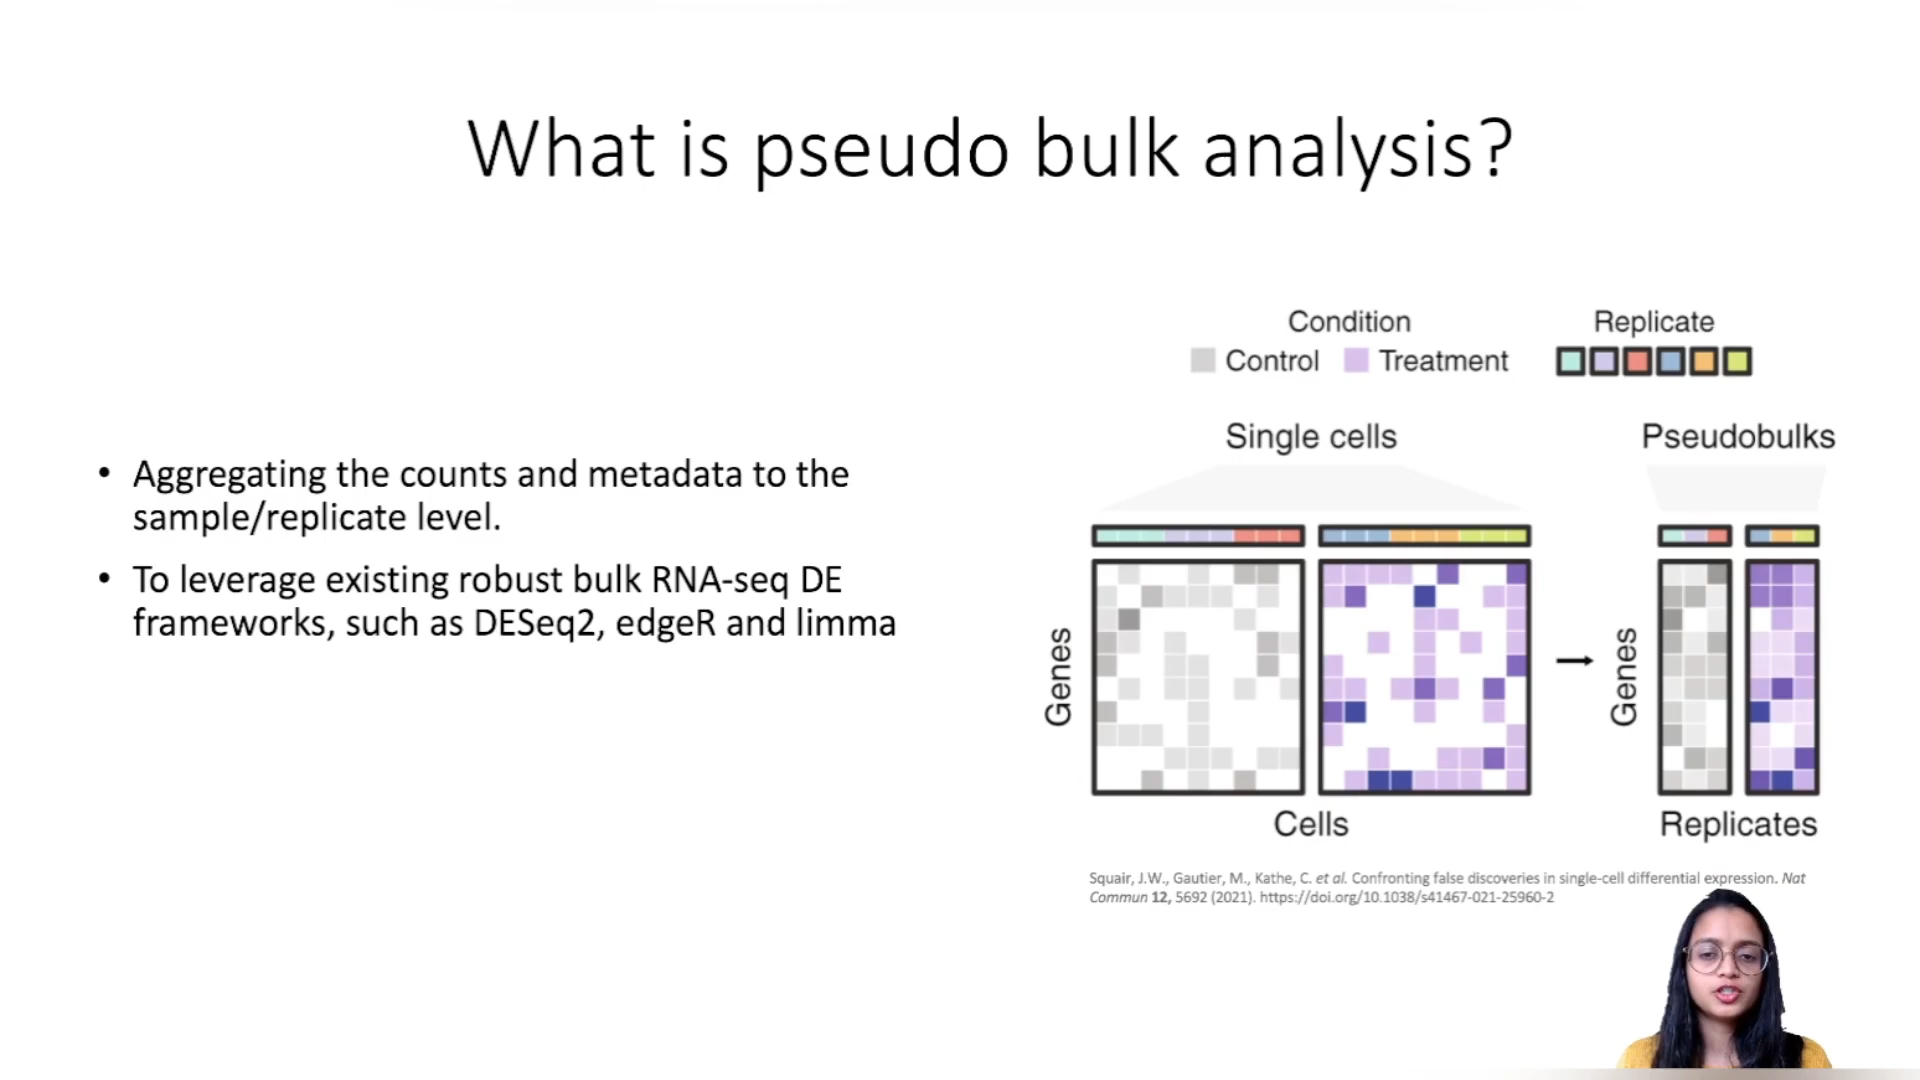 What is pseudo bulk analysis?
• Aggregating the counts and metadata to the
sample/replicate level.
• To leverage existing robust bulk RNA-seq DE
frameworks, such as DESeq2, edgeR and limma
Condition
Control
Treatment
Replicate
Single cells
Pseudobulks
Genes
Genes
Cells
Replicates
Squair, J.W., Gautier, M., Kathe, C. et al. Confronting false discoveries in single-cell differential expression. Nat
Commun 12, 5692 (2021). https://doi.org/10.1038/s41467-021-25960-2